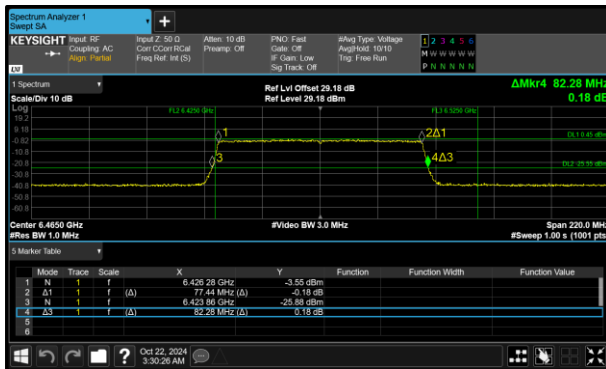 Spectrum Analyzer 1
Swept SA
+
KEYSIGHT Input: RF Input Z: 50 Ω Atten: 10 dB PNO: Fast #Avg Type: Voltage 1 2 3 4 5 6
Coupling: AC Corr CCorr RCal Preamp: Off Gate: Off Avg|Hold: 10/10 M W W W W W
Align: Partial Freq Ref: Int (S) IF Gain: Low Trig: Free Run P N N N N N
Sig Track: Off
LXI
1 Spectrum Ref Lvl Offset 29.18 dB ΔMkr4 82.28 MHz
Scale/Div 10 dB Ref Level 29.18 dBm 0.18 dB
Log
FL2 6.4250 GHz FL3 6.5250 GHz
19.2
9.18
1 2Δ1
DL1 0.45 dBm
-0.82
-10.8
3 4Δ3
-20.8
DL2 -25.55 dBm
-30.8
-40.8
-50.8
-60.8
Center 6.4650 GHz #Video BW 3.0 MHz Span 220.0 MHz
#Res BW 1.0 MHz #Sweep 1.00 s (1001 pts)
5 Marker Table
Mode Trace Scale X Y Function Function Width Function Value
1 N 1 f 6.426 28 GHz -3.55 dBm
2 Δ1 1 f (Δ) 77.44 MHz (Δ) -0.18 dB
3 N 1 f 6.423 86 GHz -25.88 dBm
4 Δ3 1 f (Δ) 82.28 MHz (Δ) 0.18 dB
5
6
? Oct 22, 2024
3:30:26 AM